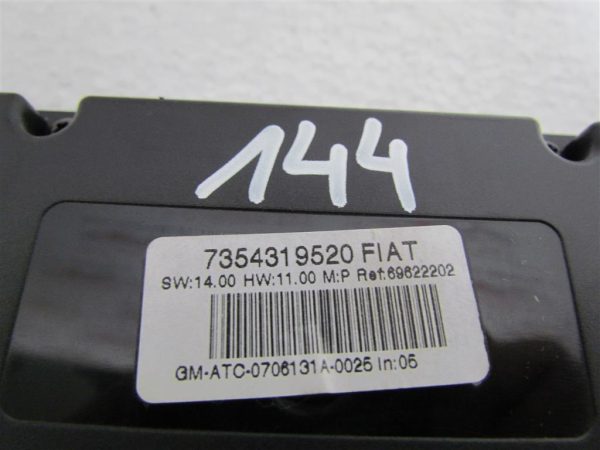 144
7354319520 FIAT
SW:14.00 HW:11.00 M:P Ref:69622202
GM-ATC-0706131A-0025 In:05